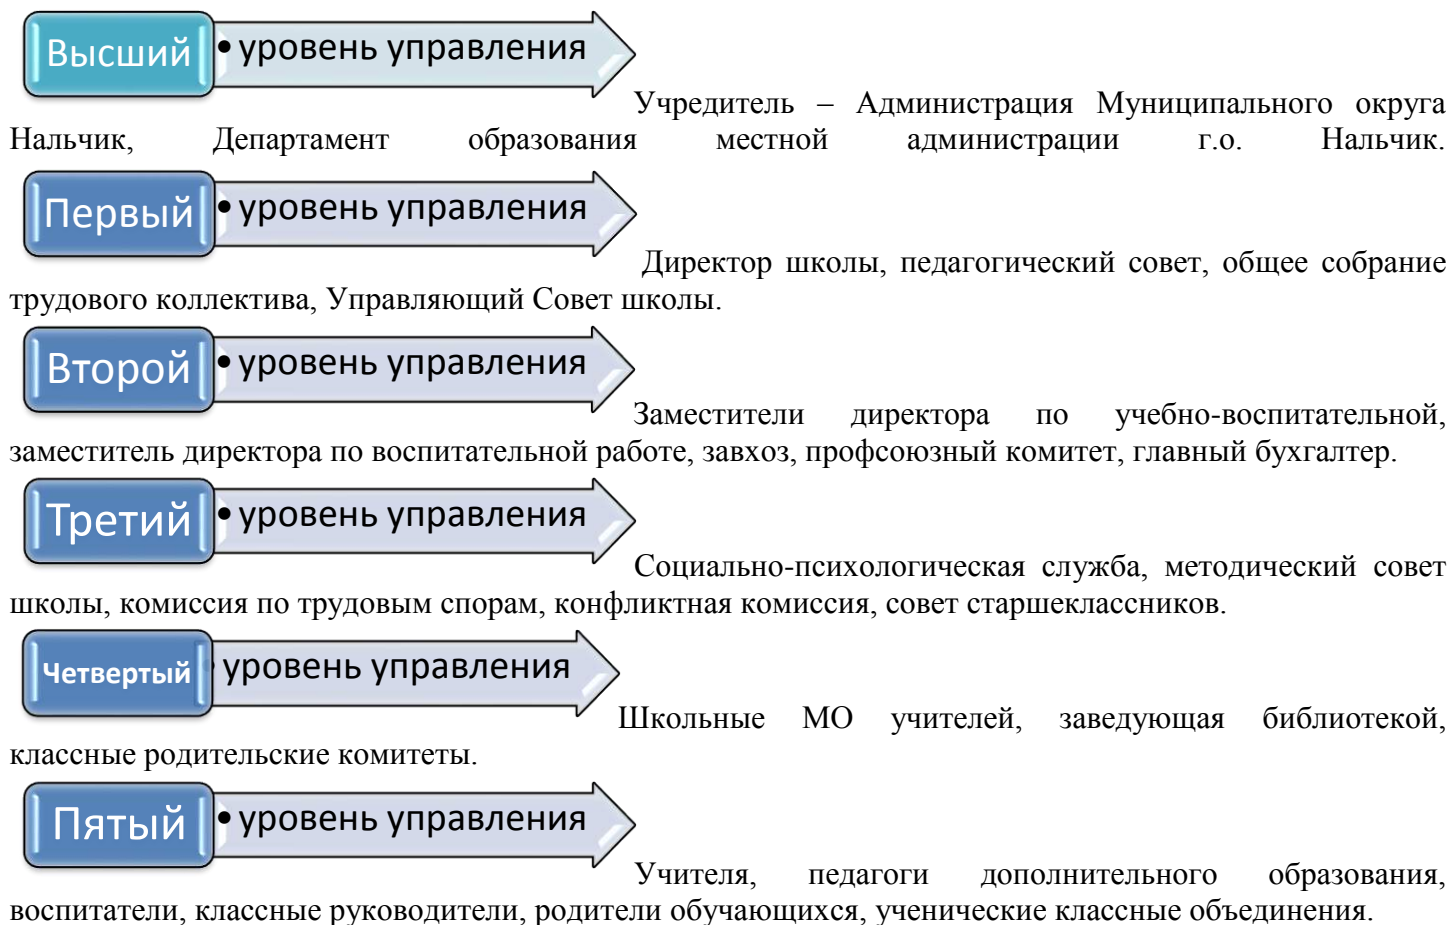 Высший • уровень управления
Учредитель – Администрация Муниципального округа
Нальчик, Департамент образования местной администрации г.о. Нальчик.
Первый • уровень управления
Директор школы, педагогический совет, общее собрание
трудового коллектива, Управляющий Совет школы.
Второй • уровень управления
Заместители директора по учебно-воспитательной,
заместитель директора по воспитательной работе, завхоз, профсоюзный комитет, главный бухгалтер.
Третий • уровень управления
Социально-психологическая служба, методический совет
школы, комиссия по трудовым спорам, конфликтная комиссия, совет старшеклассников.
Четвертый • уровень управления
Школьные МО учителей, заведующая библиотекой,
классные родительские комитеты.
Пятый • уровень управления
Учителя, педагоги дополнительного образования,
воспитатели, классные руководители, родители обучающихся, ученические классные объединения.